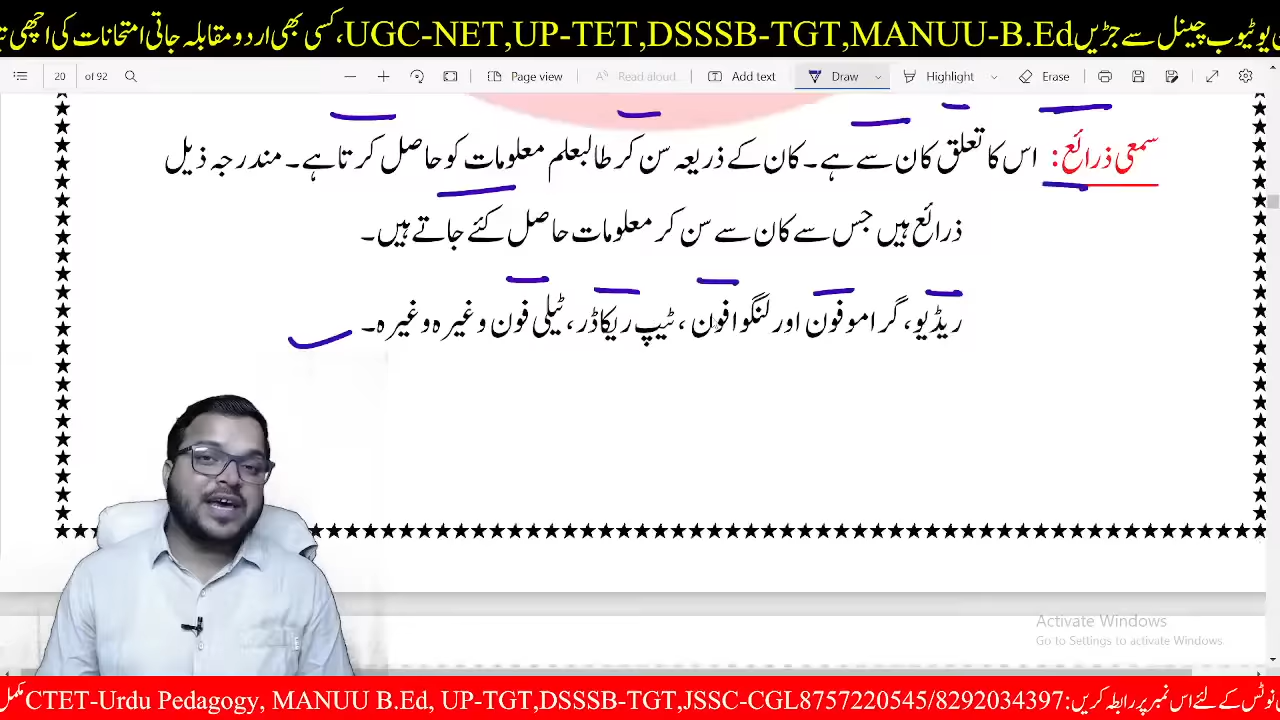 یوٹیوب چینل سے جڑیں UGC-NET,UP-TET,DSSSB-TGT,MANUU-B.Ed، کسی بھی اردو مقابلہ جاتی امتحانات کی اچھی
20 of 92 Page view Read aloud Add text Draw Highlight Erase
سمعی ذرائع: اس کا تعلق کان سے ہے۔ کان کے ذریعہ سن کر طالبعلم معلومات کو حاصل کرتا ہے۔ مندرجہ ذیل
ذرائع ہیں جس سے کان سے سن کر معلومات حاصل کئے جاتے ہیں۔
ریڈیو، گراموفون اور لنگوافون، ٹیپ ریکاڈر، ٹیلی فون وغیرہ وغیرہ۔
Activate Windows
Go to Settings to activate Windows
نوٹس کے لئے اس نمبر پر رابطہ کریں: 8757220545/8292034397 CTET-Urdu Pedagogy, MANUU B.Ed, UP-TGT,DSSSB-TGT,JSSC-CGL مکمل